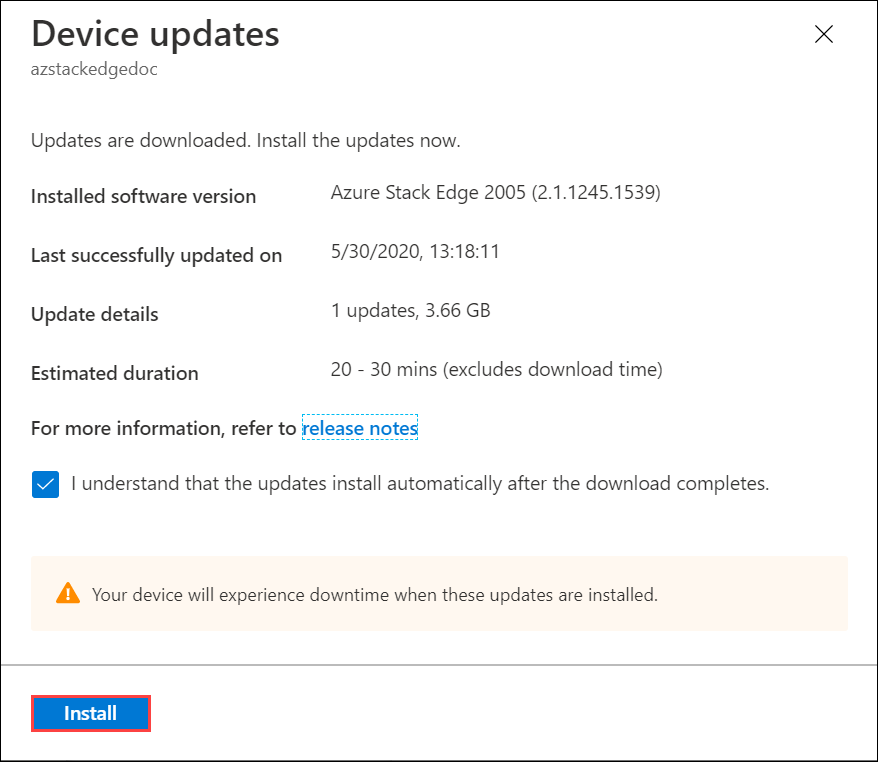 Device updates
azstackedgedoc
Updates are downloaded. Install the updates now.
Installed software version Azure Stack Edge 2005 (2.1.1245.1539)
Last successfully updated on 5/30/2020, 13:18:11
Update details 1 updates, 3.66 GB
Estimated duration 20 - 30 mins (excludes download time)
For more information, refer to release notes
I understand that the updates install automatically after the download completes.
Your device will experience downtime when these updates are installed.
Install